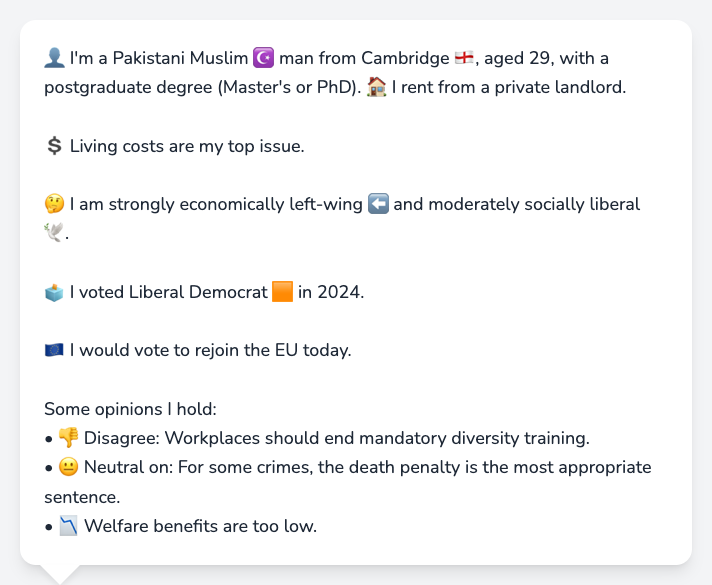 👤 I'm a Pakistani Muslim ☪️ man from Cambridge 🏴󠁧󠁢󠁥󠁮󠁧󠁿, aged 29, with a
postgraduate degree (Master's or PhD). 🏠 I rent from a private landlord.
💲 Living costs are my top issue.
🤔 I am strongly economically left-wing ⬅️ and moderately socially liberal
🕊️.
🗳️ I voted Liberal Democrat 🟧 in 2024.
🇪🇺 I would vote to rejoin the EU today.
Some opinions I hold:
• 👎 Disagree: Workplaces should end mandatory diversity training.
• 😐 Neutral on: For some crimes, the death penalty is the most appropriate
sentence.
• 📉 Welfare benefits are too low.